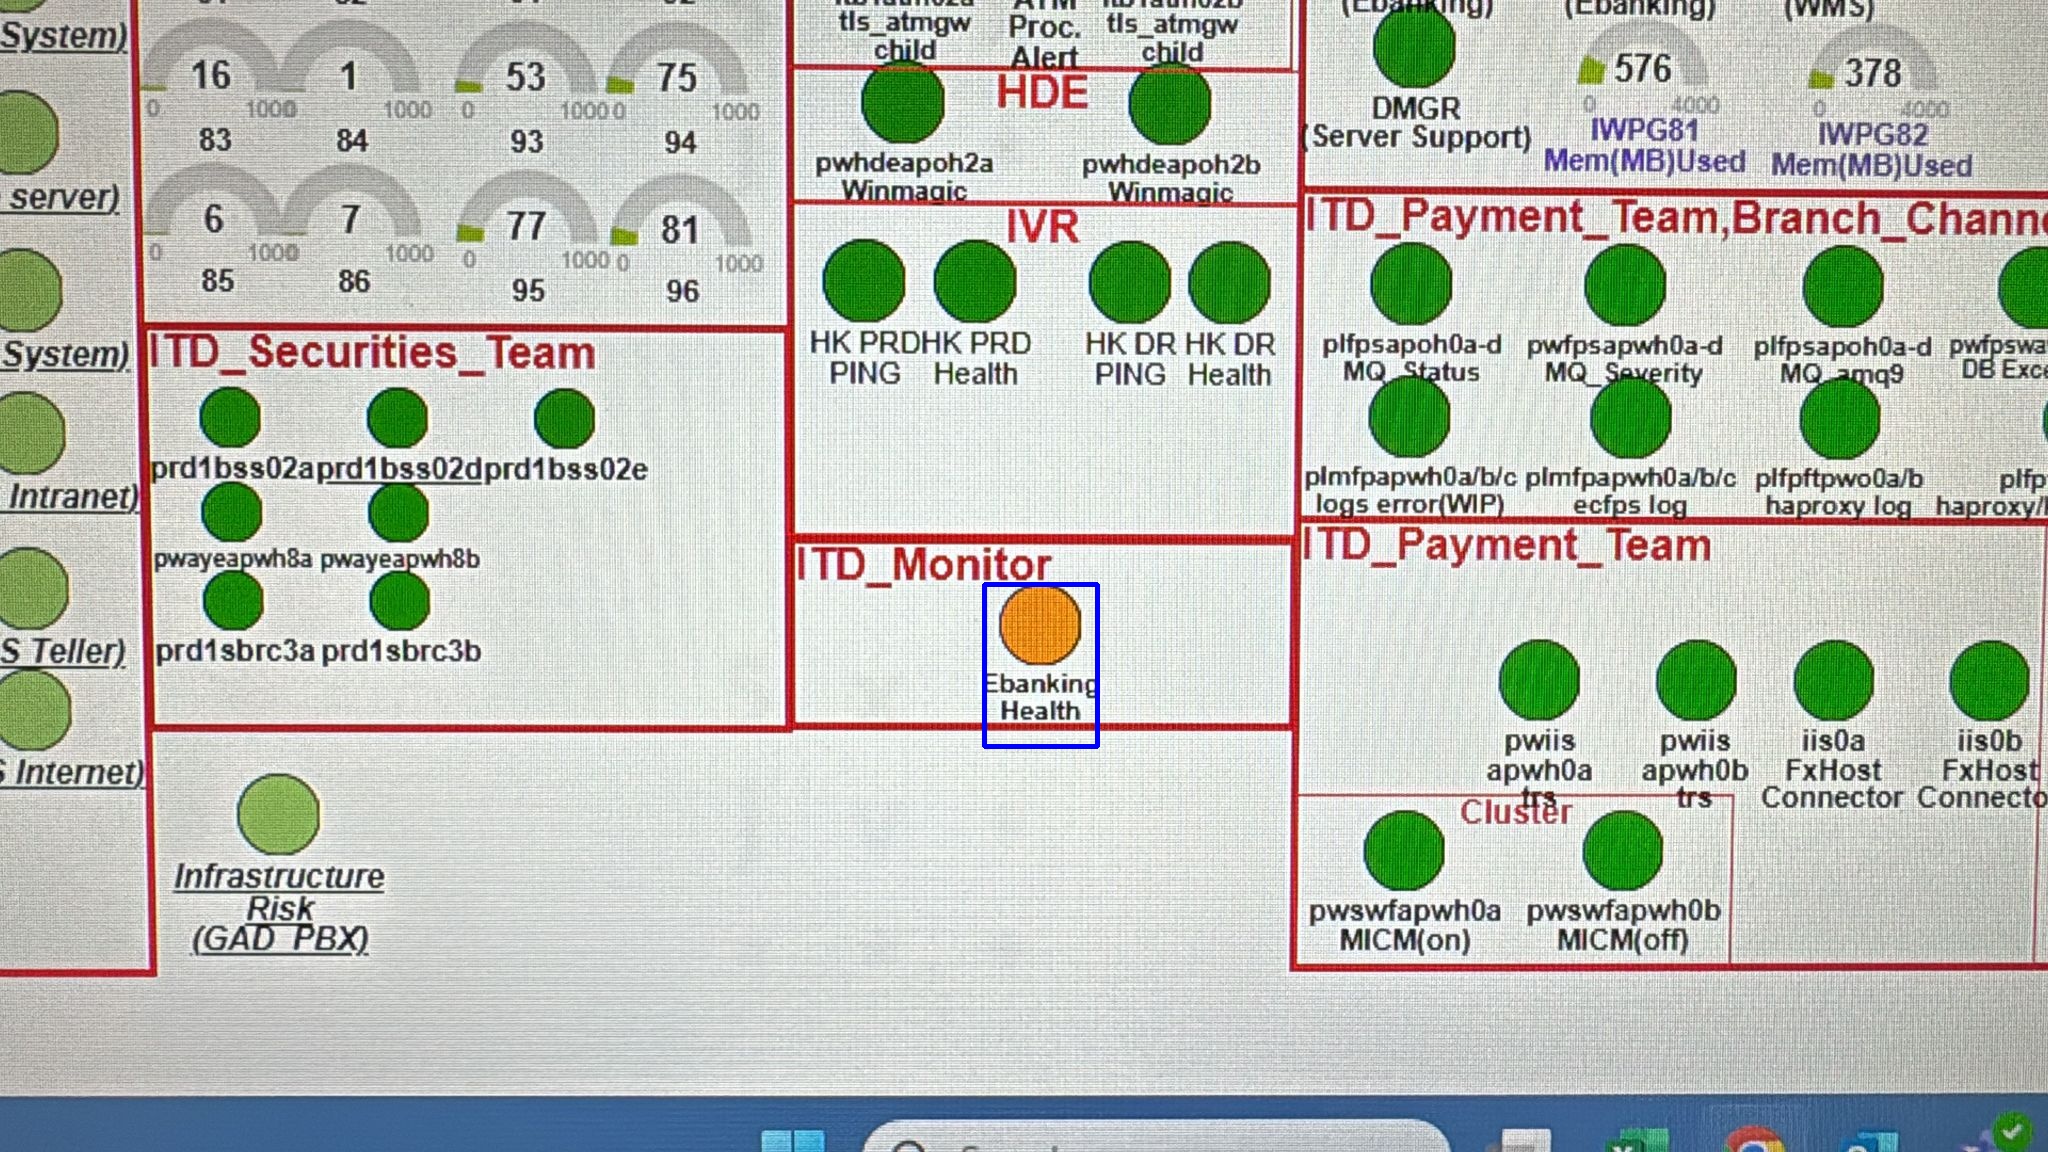 System)
16
1
53
75
0
1000
1000
0
1000
0
1000
83
84
93
94
server)
6
7
77
81
0
1000
1000
0
1000
0
1000
85
86
95
96
System)
Intranet)
S Teller)
Internet)
tls_atmgw
child
Proc.
Alert
tls_atmgw
child
HDE
pwhdeapoh2a
Winmagic
pwhdeapoh2b
Winmagic
(WMS)
DMGR
(Server Support)
576
0
4000
IWPG81
Mem(MB)Used
378
0
4000
IWPG82
Mem(MB)Used
IVR
HK PRD
PING
HK PRD
Health
HK DR
PING
HK DR
Health
ITD_Payment_Team,Branch_Chann
plfpsapoh0a-d
MQ_Status
pwfpsapwh0a-d
MQ_Severity
plfpsapoh0a-d
MQ_amq9
pwfpswa
DB Exc
plmfpapwh0a/b/c
logs error(WIP)
plmfpapwh0a/b/c
ecfps log
plfpftpwo0a/b
haproxy log
plfp
haproxy/
ITD_Securities_Team
prd1bss02a
prd1bss02d
prd1bss02e
pwayeapwh8a
pwayeapwh8b
prd1sbrc3a
prd1sbrc3b
ITD_Monitor
Ebanking
Health
ITD_Payment_Team
pwiis
apwh0a
trs
pwiis
apwh0b
trs
iis0a
FxHost
Connector
iis0b
FxHost
Connecto
Cluster
pwswfapwh0a
MICM(on)
pwswfapwh0b
MICM(off)
Infrastructure
Risk
(GAD_PBX)